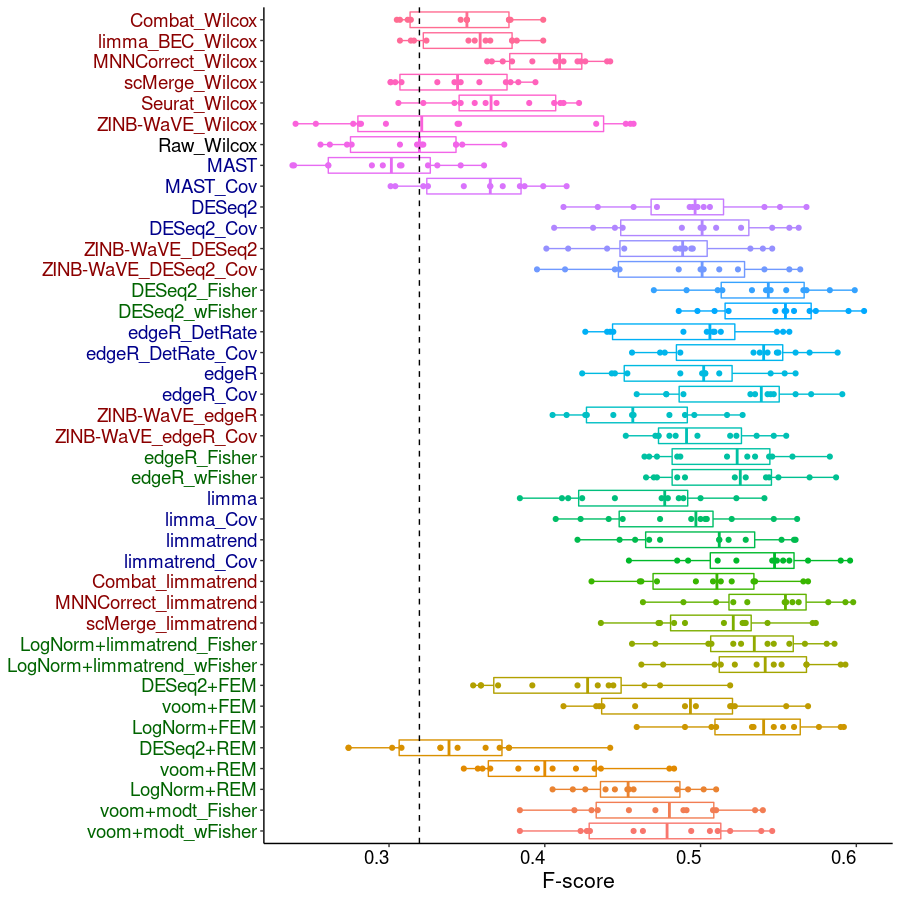 Combat_Wilcox
limma_BEC_Wilcox
MNNCorrect_Wilcox
scMerge_Wilcox
Seurat_Wilcox
ZINB-WaVE_Wilcox
Raw_Wilcox
MAST
MAST_Cov
DESeq2
DESeq2_Cov
ZINB-WaVE_DESeq2
ZINB-WaVE_DESeq2_Cov
DESeq2_Fisher
DESeq2_wFisher
edgeR_DetRate
edgeR_DetRate_Cov
edgeR
edgeR_Cov
ZINB-WaVE_edgeR
ZINB-WaVE_edgeR_Cov
edgeR_Fisher
edgeR_wFisher
limma
limma_Cov
limmatrend
limmatrend_Cov
Combat_limmatrend
MNNCorrect_limmatrend
scMerge_limmatrend
LogNorm+limmatrend_Fisher
LogNorm+limmatrend_wFisher
DESeq2+FEM
voom+FEM
LogNorm+FEM
DESeq2+REM
voom+REM
LogNorm+REM
voom+modt_Fisher
voom+modt_wFisher
0.3 0.4 0.5 0.6
F-score